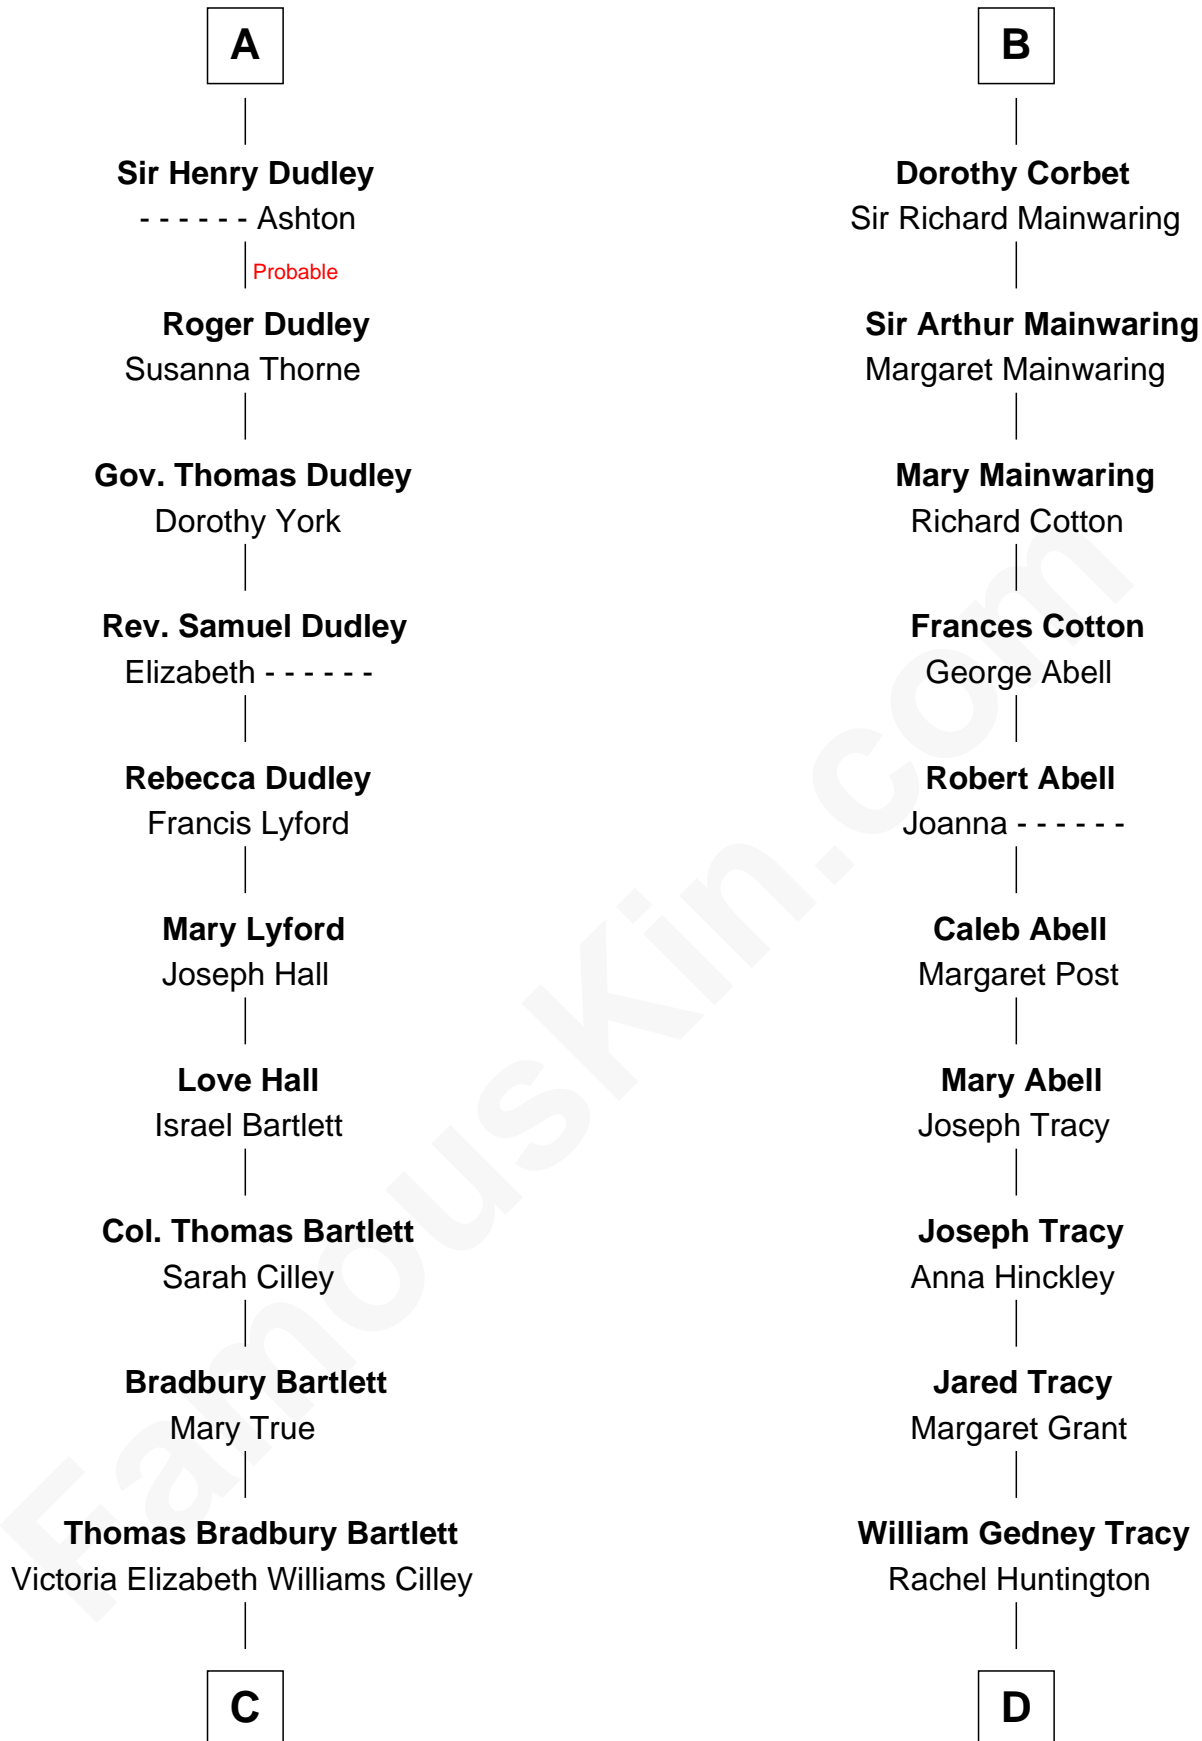 A
Sir Henry Dudley
- - - - - - Ashton
Probable
Roger Dudley
Susanna Thorne
Gov. Thomas Dudley
Dorothy York
Rev. Samuel Dudley
Elizabeth - - - - - -
Rebecca Dudley
Francis Lyford
Mary Lyford
Joseph Hall
Love Hall
Israel Bartlett
Col. Thomas Bartlett
Sarah Cilley
Bradbury Bartlett
Mary True
Thomas Bradbury Bartlett
Victoria Elizabeth Williams Cilley
C
B
Dorothy Corbet
Sir Richard Mainwaring
Sir Arthur Mainwaring
Margaret Mainwaring
Mary Mainwaring
Richard Cotton
Frances Cotton
George Abell
Robert Abell
Joanna - - - - - -
Caleb Abell
Margaret Post
Mary Abell
Joseph Tracy
Joseph Tracy
Anna Hinckley
Jared Tracy
Margaret Grant
William Gedney Tracy
Rachel Huntington
D
FamousKin.com